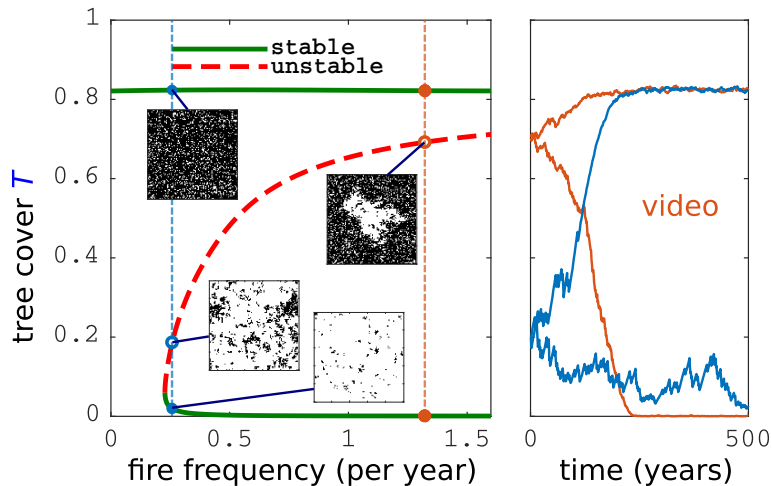 1
0.8
0.6
0.4
0.2
0
tree cover T
stable
unstable
0
0.5
1
1.5
fire frequency (per year)
video
0
500
time (years)